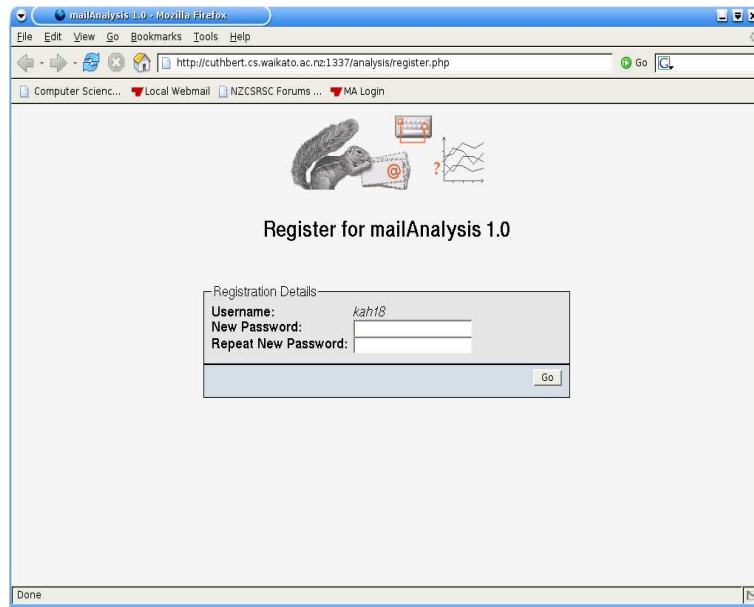 mailAnalysis 1.0 - Mozilla Firefox
File Edit View Go Bookmarks Tools Help
http://cuthbert.cs.waikato.ac.nz:1337/analysis/register.php Go G
Computer Scienc... Local Webmail NZCSRSC Forums ... MA Login
@ ?
Register for mailAnalysis 1.0
Registration Details
Username: kah18
New Password:
Repeat New Password:
Go
Done